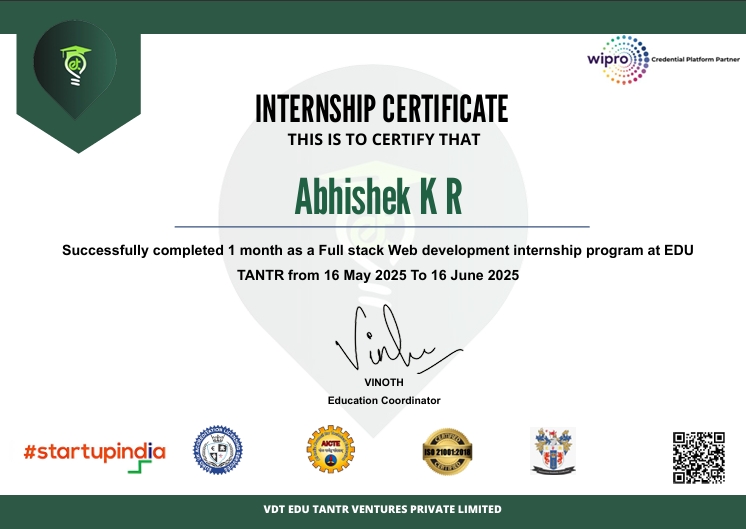 wipro
Credential Platform Partner
INTERNSHIP CERTIFICATE
THIS IS TO CERTIFY THAT
Abhishek K R
Successfully completed 1 month as a Full stack Web development internship program at EDU
TANTR from 16 May 2025 To 16 June 2025
VINOTH
Education Coordinator
#startupindia
AICTE
CERTIFIED
ISO 21001:2018
CERTIFIED
VDT EDU TANTR VENTURES PRIVATE LIMITED